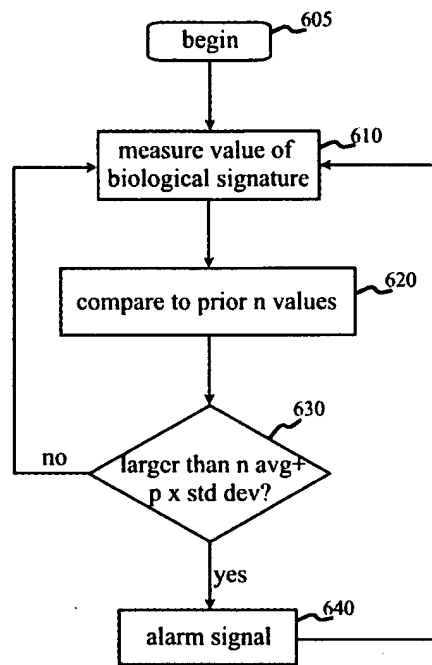 begin
605
measure value of
biological signature
610
compare to prior n values
620
630
larger than n avg+
p x std dev?
no
yes
640
alarm signal